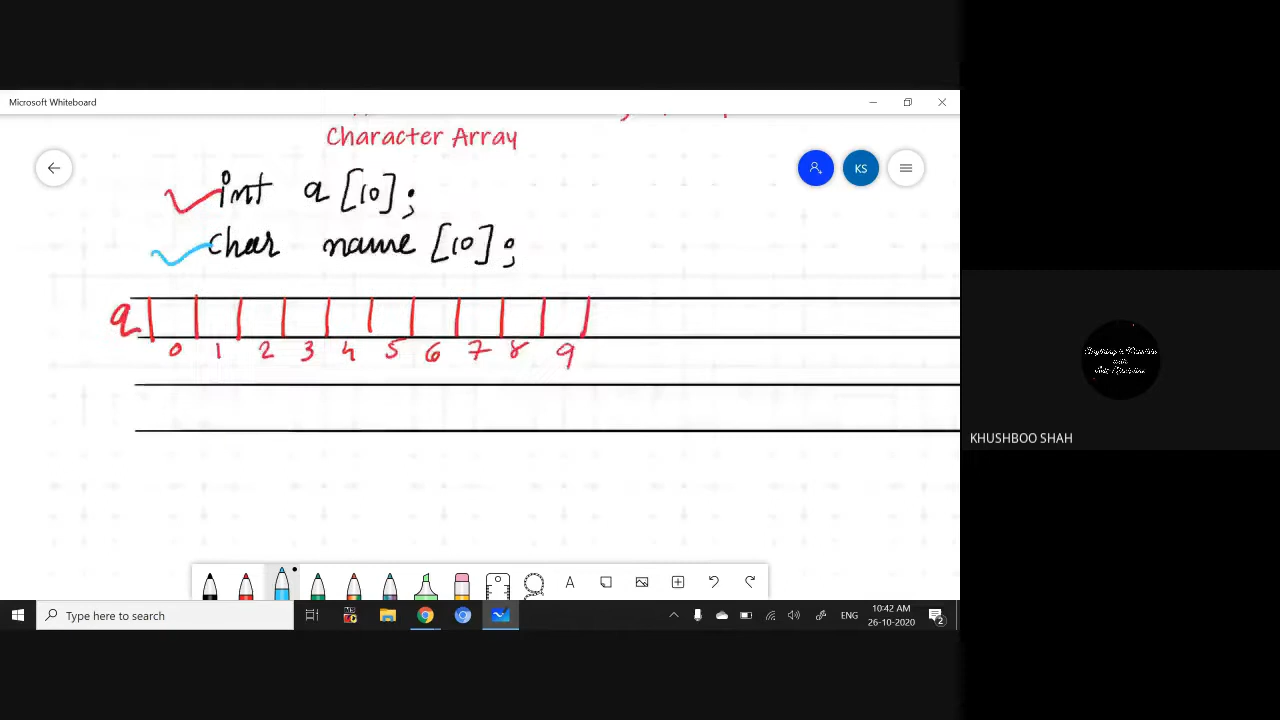 Microsoft Whiteboard
Character Array
int a [10];
char name [10];
KS
a
0 1 2 3 4 5 6 7 8 9
KHUSHBOO SHAH
A
Type here to search
ENG
10:42 AM
26-10-2020
2